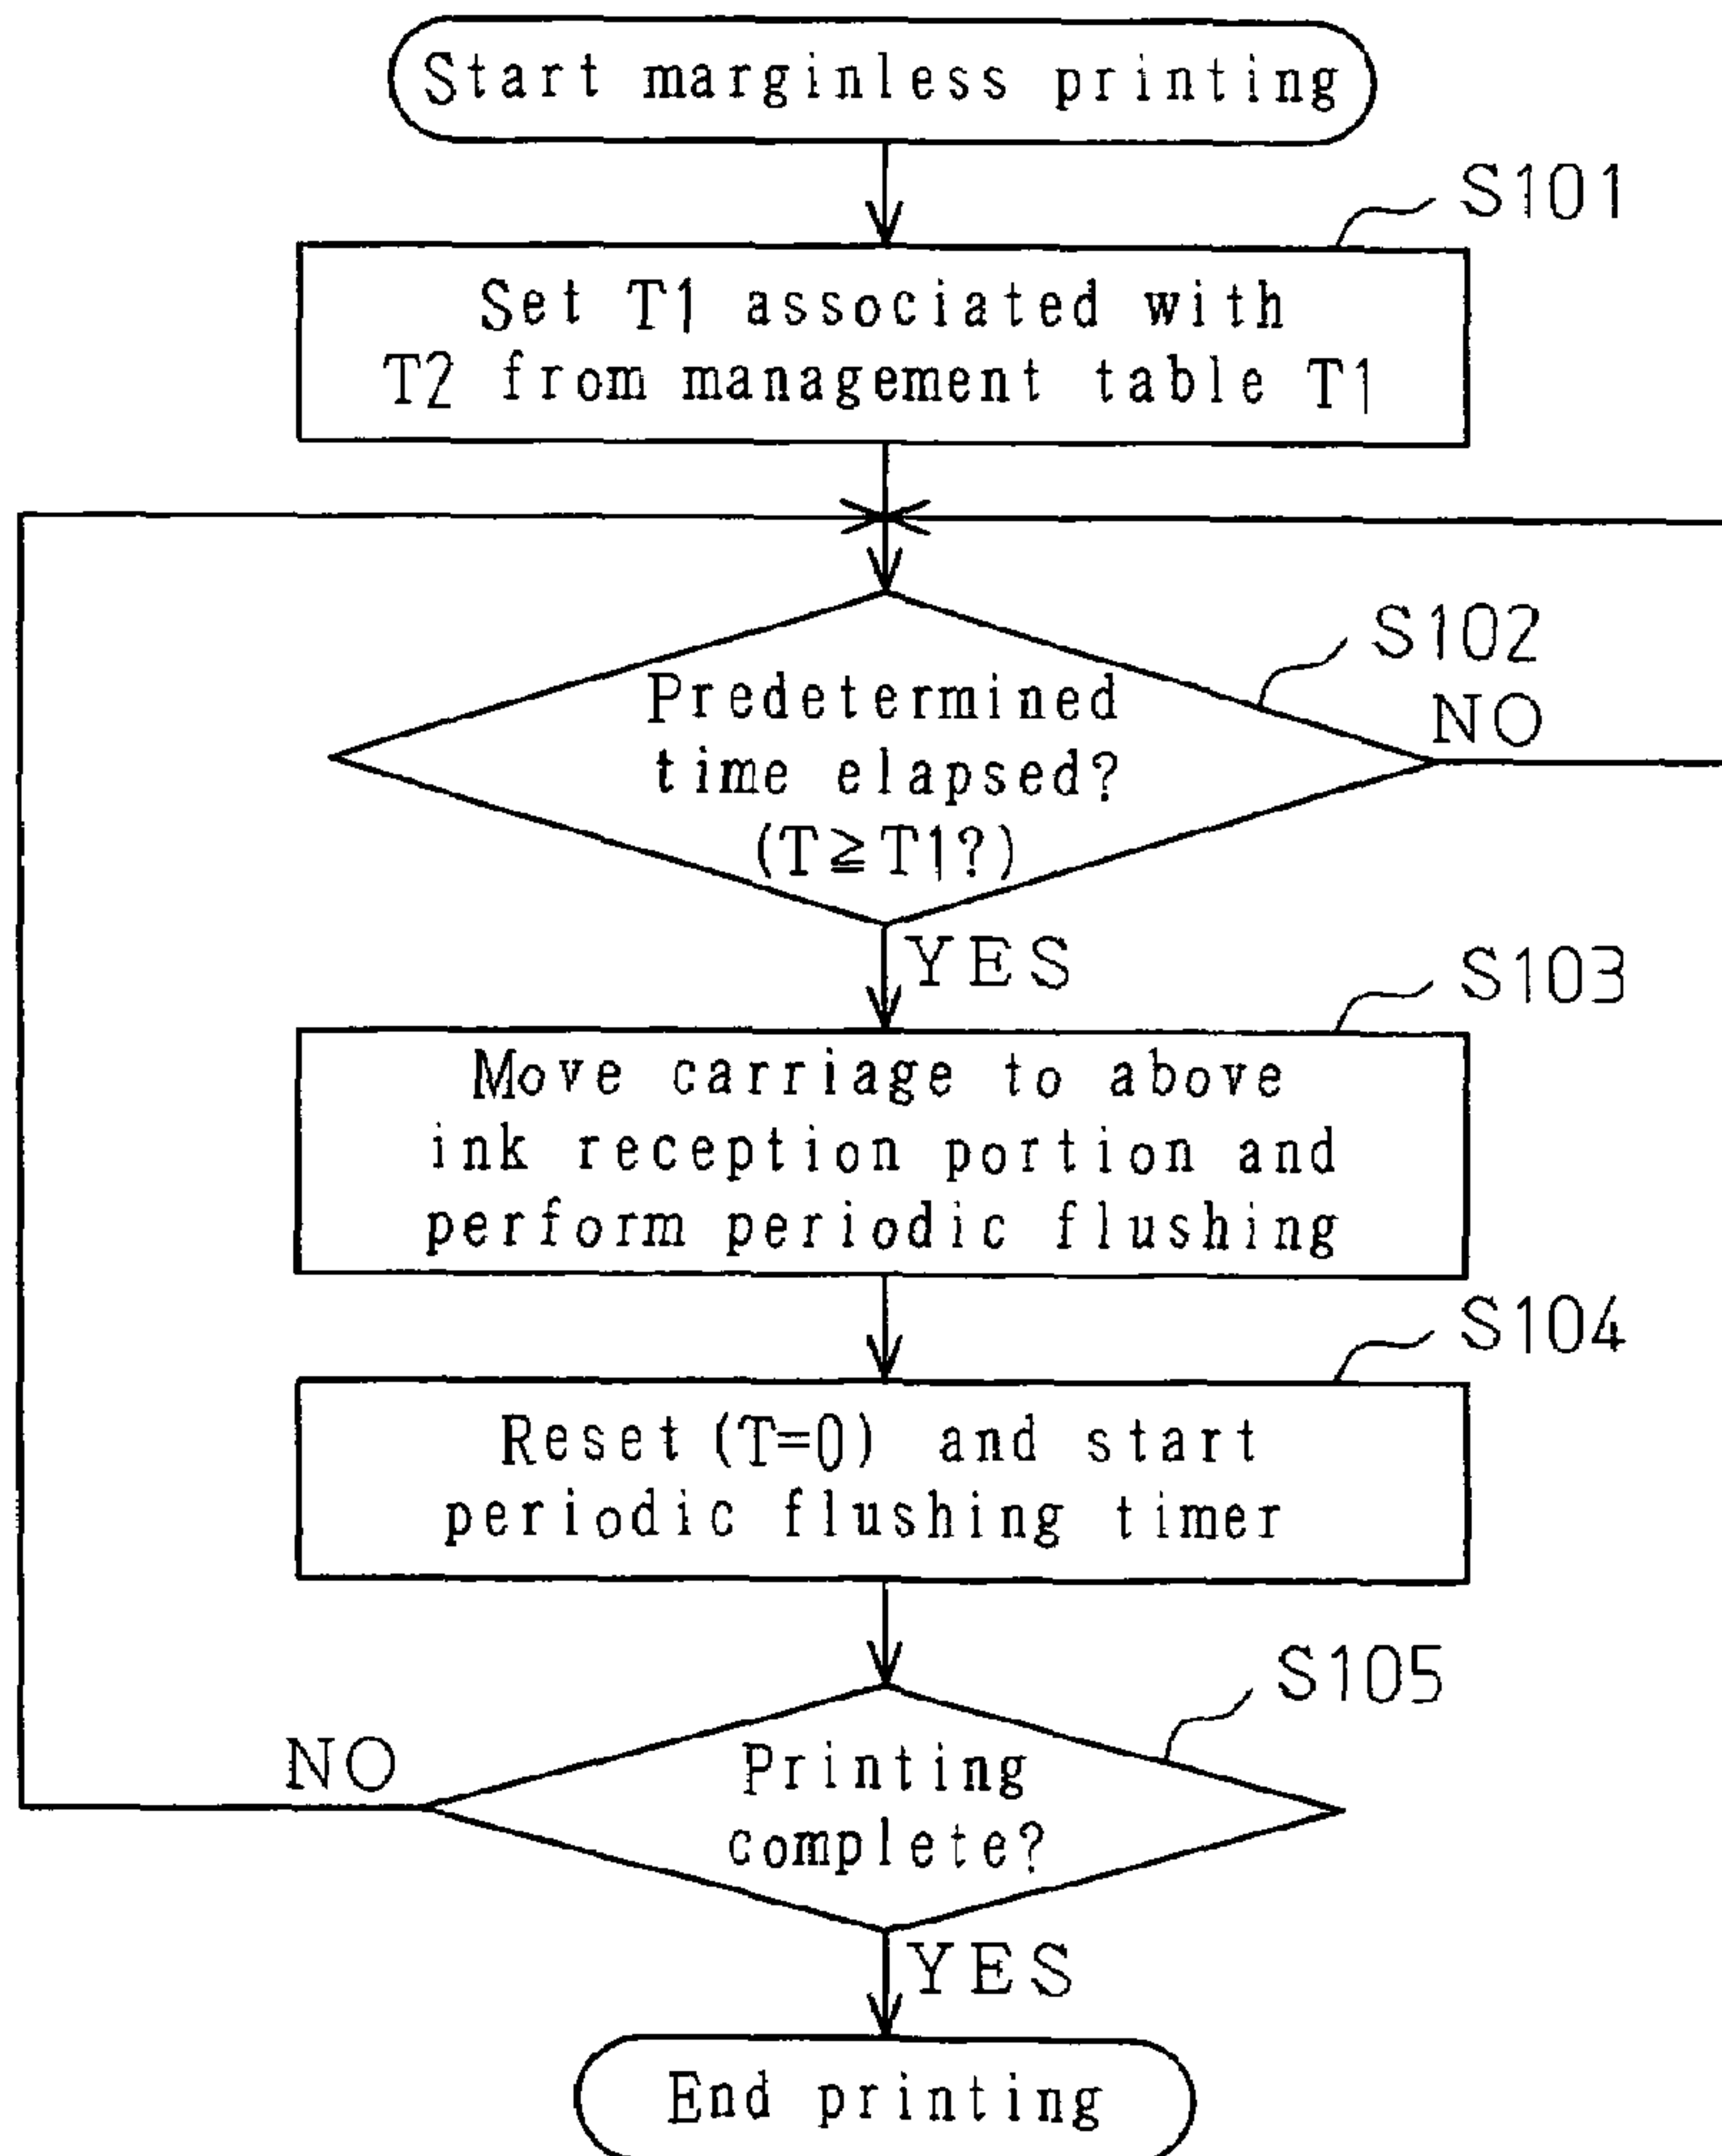 Start marginless printing
S101
Set T1 associated with
T2 from management table T1
S102
Predetermined
time elapsed?
(T≧T1?)
NO
YES
S103
Move carriage to above
ink reception portion and
perform periodic flushing
S104
Reset (T=0) and start
periodic flushing timer
S105
Printing
complete?
NO
YES
End printing